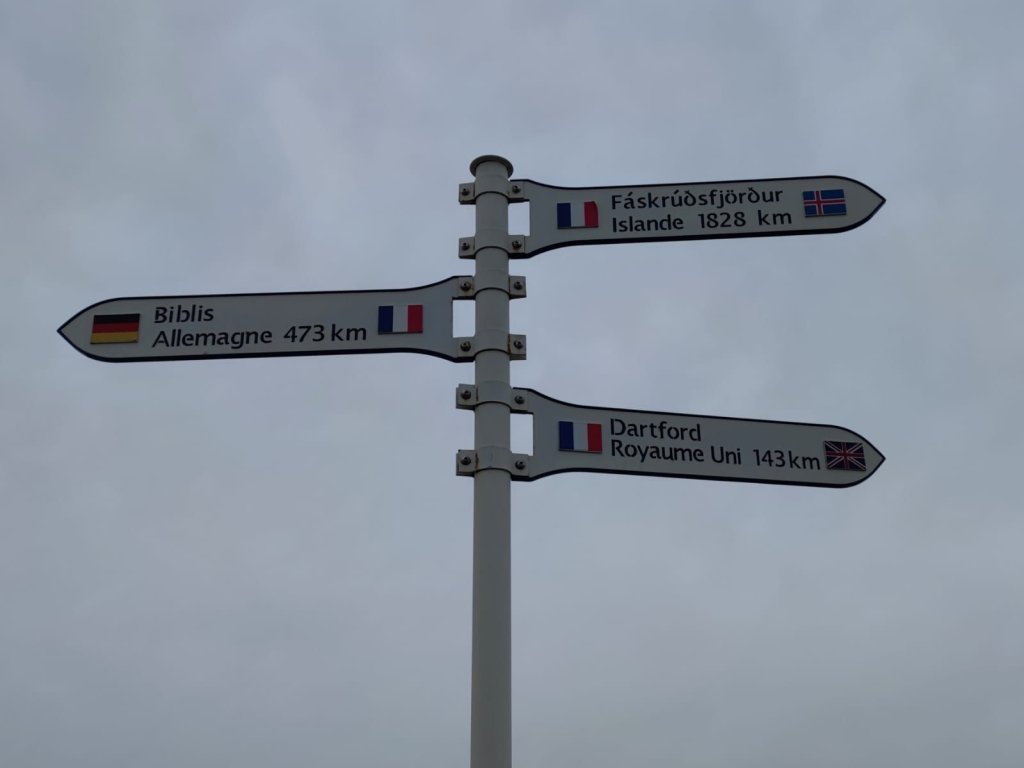 Fáskrúðsfjörður
Islande 1828 km
Biblis
Allemagne 473 km
Dartford
Royaume Uni 143 km